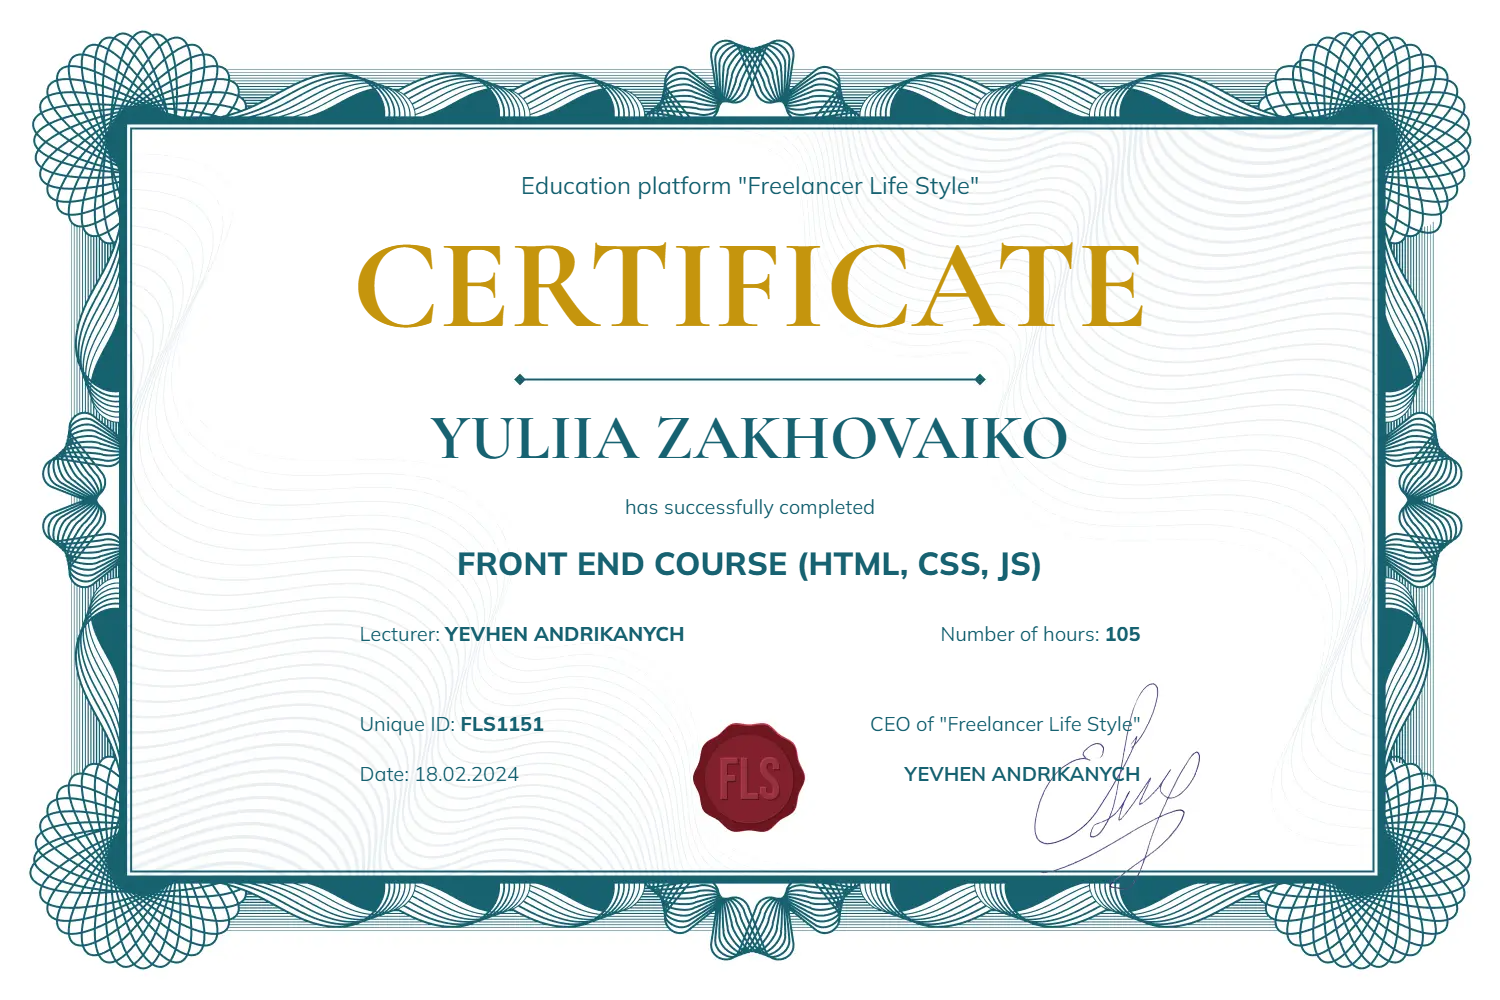 Education platform "Freelancer Life Style"
CERTIFICATE
YULIIA ZAKHOVAIKO
has successfully completed
FRONT END COURSE (HTML, CSS, JS)
Lecturer: YEVHEN ANDRIKANYCH
Number of hours: 105
Unique ID: FLS1151
CEO of "Freelancer Life Style"
Date: 18.02.2024
FLS
YEVHEN ANDRIKANYCH